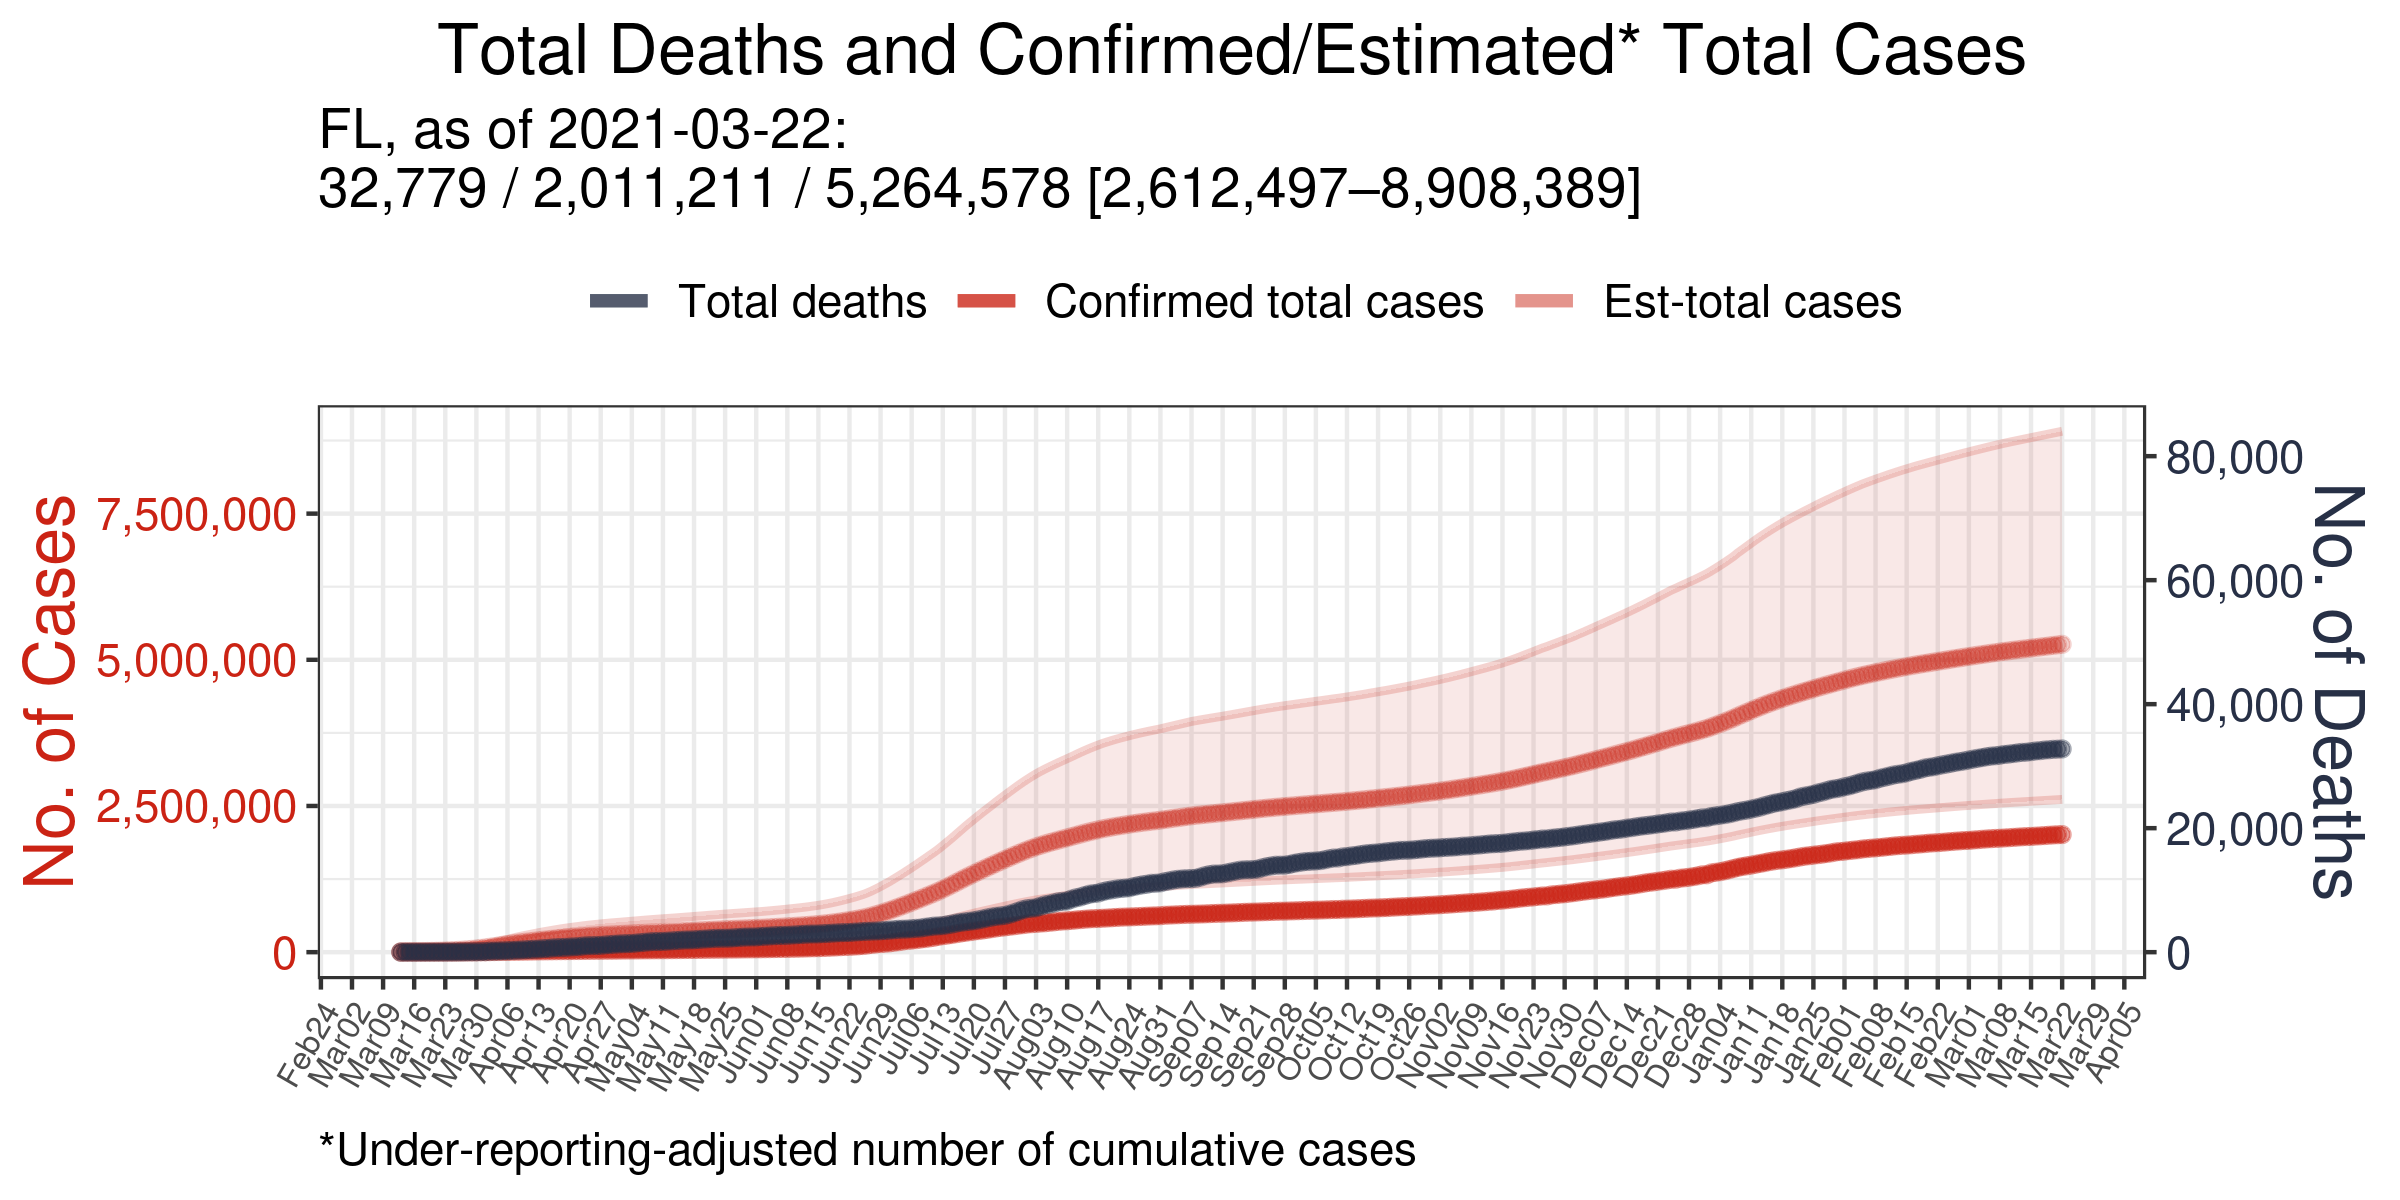 Total Deaths and Confirmed/Estimated* Total Cases
FL, as of 2021-03-22:
32,779 / 2,011,211 / 5,264,578 [2,612,497–8,908,389]
Total deaths
Confirmed total cases
Est-total cases
No. of Cases
7,500,000
5,000,000
2,500,000
0
80,000
60,000
40,000
20,000
0
No. of Deaths
Feb24
Mar02
Mar09
Mar16
Mar23
Mar30
Apr06
Apr13
Apr20
Apr27
May04
May11
May18
May25
Jun01
Jun08
Jun15
Jun22
Jun29
Jul06
Jul13
Jul20
Jul27
Aug03
Aug10
Aug17
Aug24
Aug31
Sep07
Sep14
Sep21
Sep28
Oct05
Oct12
Oct19
Oct26
Nov02
Nov09
Nov16
Nov23
Nov30
Dec07
Dec14
Dec21
Dec28
Jan04
Jan11
Jan18
Jan25
Feb01
Feb08
Feb15
Feb22
Mar01
Mar08
Mar15
Mar22
Mar29
Apr05
*Under-reporting-adjusted number of cumulative cases